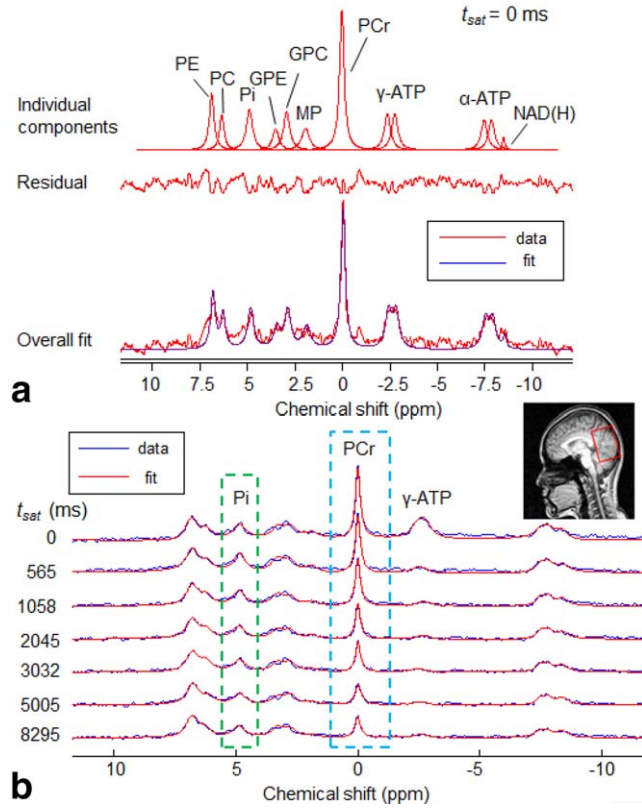 t_sat = 0 ms
PCr
GPC
PE
PC
Pi
GPE
MP
γ-ATP
α-ATP
NAD(H)
Individual
components
Residual
data
fit
Overall fit
10 7.5 5 2.5 0 -2.5 -5 -7.5 -10
Chemical shift (ppm)
a
data
fit
PCr
Pi
γ-ATP
t_sat (ms)
0
565
1058
2045
3032
5005
8295
10 5 0 -5 -10
Chemical shift (ppm)
b